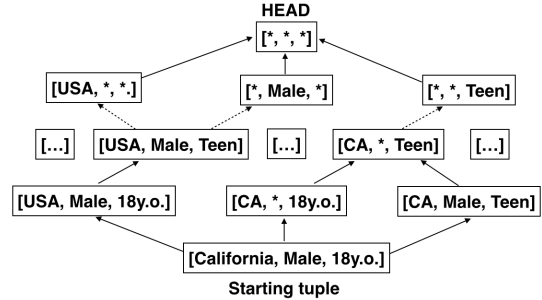 HEAD
[*, *, *]
[USA, *, *.]
[*, Male, *]
[*, *, Teen]
[...]
[USA, Male, Teen]
[...]
[CA, *, Teen]
[...]
[USA, Male, 18y.o.]
[CA, *, 18y.o.]
[CA, Male, Teen]
[California, Male, 18y.o.]
Starting tuple